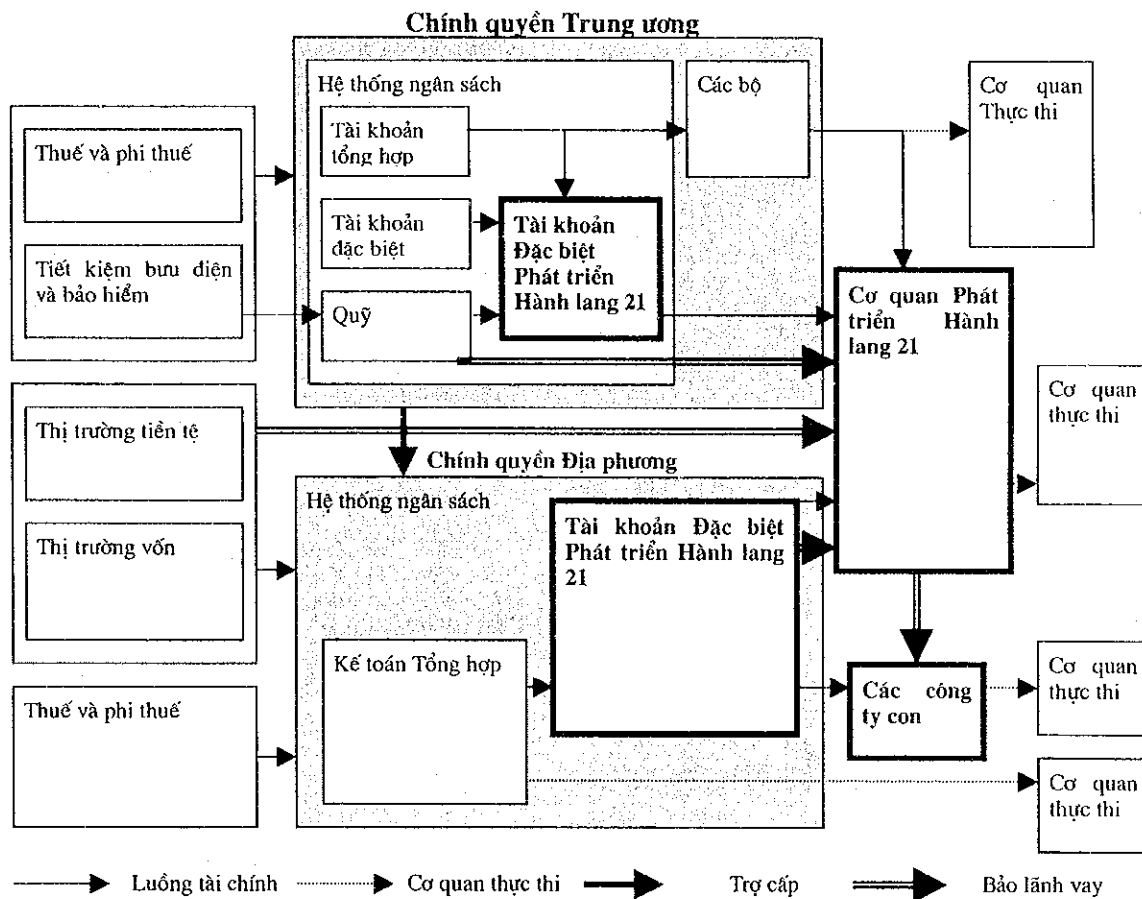 Chính quyền Trung ương
Hệ thống ngân sách
Các bộ
Cơ quan
Thực thi
Tài khoản
tổng hợp
Thuế và phi thuế
Tài khoản
đặc biệt
Tài khoản
Đặc biệt
Phát triển
Hành lang 21
Tiết kiệm bưu điện
và bảo hiểm
Quỹ
Cơ quan Phát
triển Hành
lang 21
Cơ quan
thực thi
Thị trường tiền tệ
Chính quyền Địa phương
Hệ thống ngân sách
Thị trường vốn
Tài khoản Đặc biệt
Phát triển Hành lang
21
Kế toán Tổng hợp
Các công
ty con
Cơ quan
thực thi
Thuế và phi thuế
Cơ quan
thực thi
Luồng tài chính
Cơ quan thực thi
Trợ cấp
Bảo lãnh vay